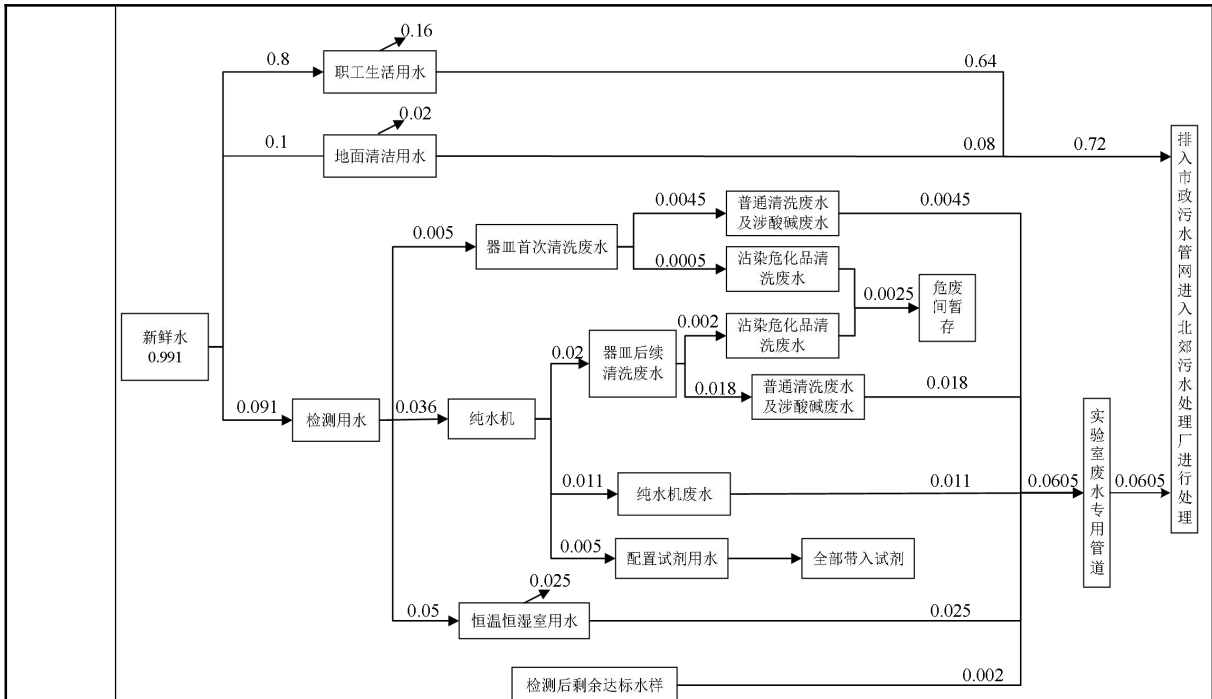 0.16
0.8
职工生活用水
0.64
0.02
0.1
地面清洁用水
0.08
0.72
排入市政污水管网进入北郊污水处理厂进行处理
0.0045
普通清洗废水
及涉酸碱废水
0.0045
0.005
器皿首次清洗废水
0.0005
沾染危化品清
洗废水
0.0025
危废
间暂
存
新鲜水
0.991
0.02
器皿后续
清洗废水
0.002
沾染危化品清
洗废水
0.018
普通清洗废水
及涉酸碱废水
0.018
0.091
检测用水
0.036
纯水机
0.011
纯水机废水
0.011
0.0605
实验室废水专用管道
0.0605
0.005
配置试剂用水
全部带入试剂
0.025
0.05
恒温恒湿室用水
0.025
检测后剩余达标水样
0.002